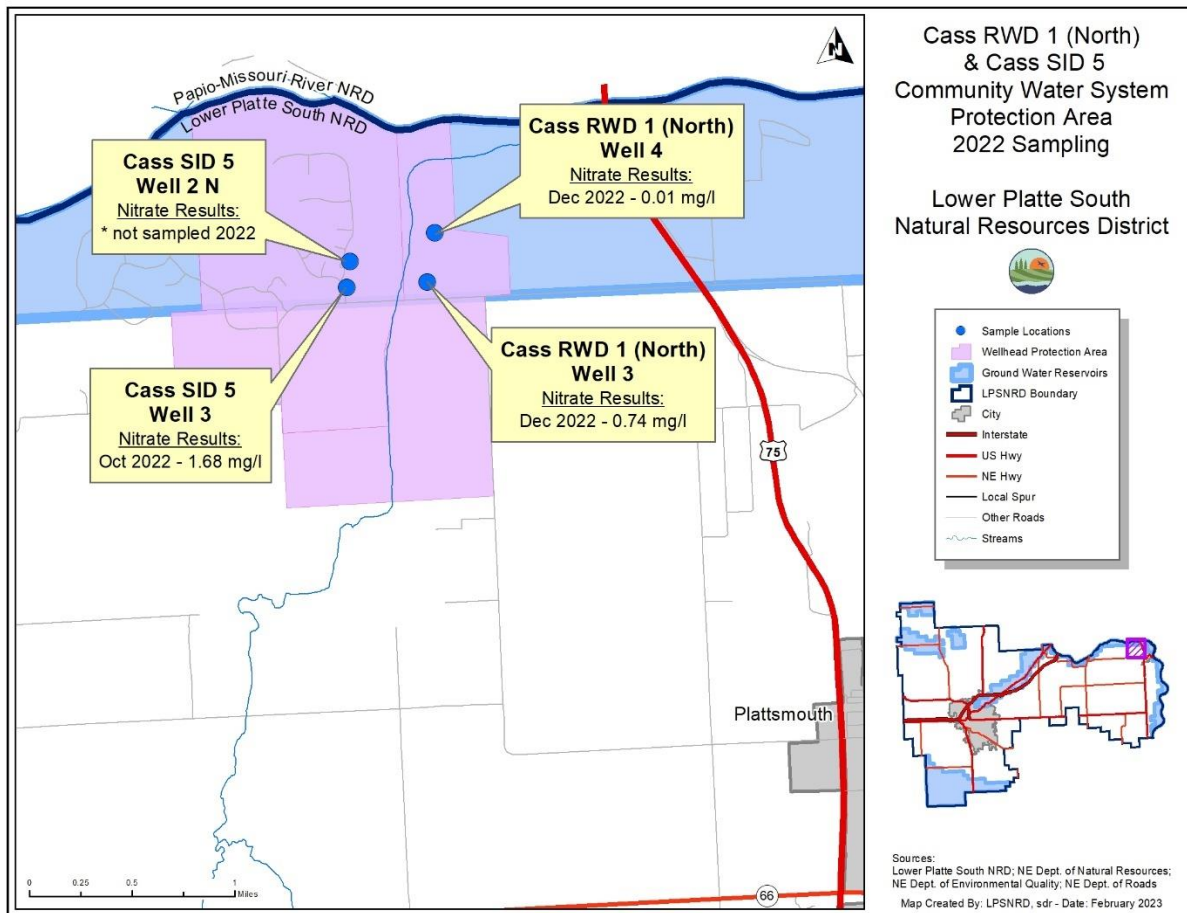 Papio-Missouri-River NRD
Lower Platte South NRD
N
Cass SID 5
Well 2 N
Nitrate Results:
* not sampled 2022
Cass RWD 1 (North)
Well 4
Nitrate Results:
Dec 2022 - 0.01 mg/l
Cass SID 5
Well 3
Nitrate Results:
Oct 2022 - 1.68 mg/l
Cass RWD 1 (North)
Well 3
Nitrate Results:
Dec 2022 - 0.74 mg/l
75
Plattsmouth
66
0 0.25 0.5 1
Miles
Cass RWD 1 (North)
& Cass SID 5
Community Water System
Protection Area
2022 Sampling
Lower Platte South
Natural Resources District
Sample Locations
Wellhead Protection Area
Ground Water Reservoirs
LPSNRD Boundary
City
Interstate
US Hwy
NE Hwy
Local Spur
Other Roads
Streams
Sources:
Lower Platte South NRD; NE Dept. of Natural Resources;
NE Dept. of Environmental Quality; NE Dept. of Roads
Map Created By: LPSNRD, sdr - Date: February 2023